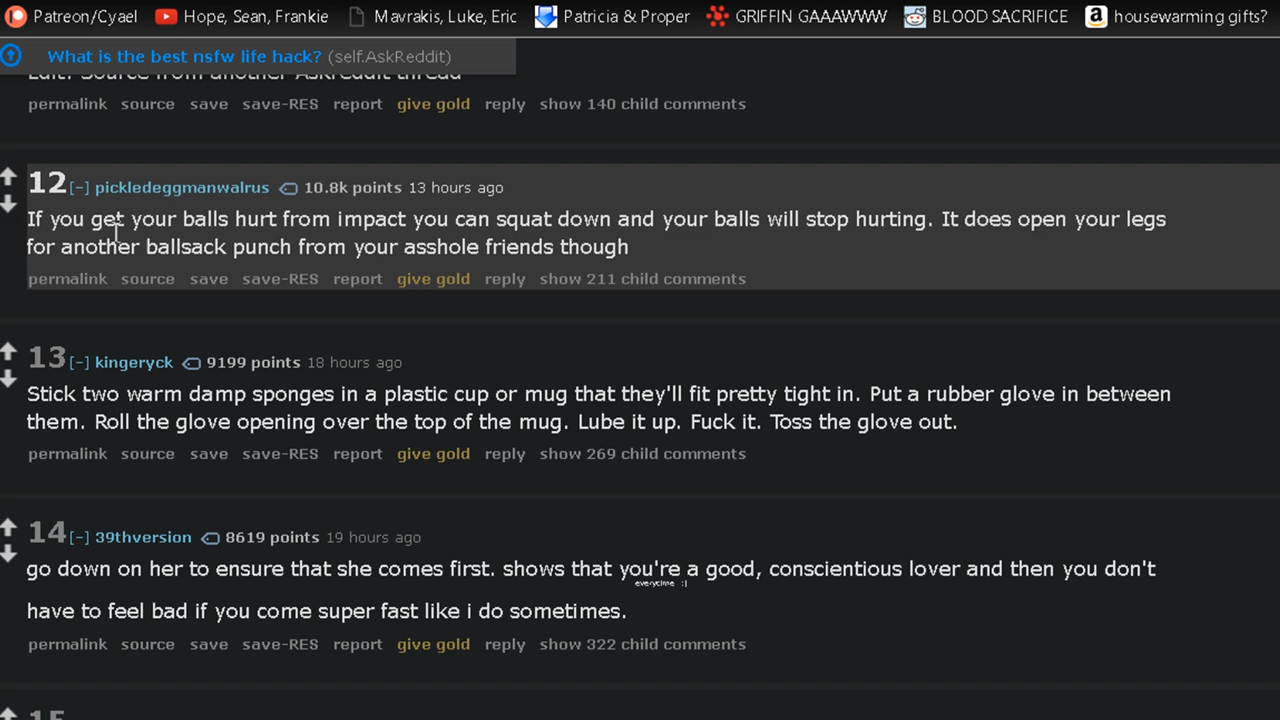 Patreon/Cyael Hope, Sean, Frankie Mavrakis, Luke, Eric Patricia & Proper GRIFFIN GAAAWWW BLOOD SACRIFICE housewarming gifts?
What is the best nsfw life hack? (self.AskReddit)
Edit: Source from another AskReddit thread
permalink source save save-RES report give gold reply show 140 child comments
12 [-] pickledeggmanwalrus 10.8k points 13 hours ago
If you get your balls hurt from impact you can squat down and your balls will stop hurting. It does open your legs
for another ballsack punch from your asshole friends though
permalink source save save-RES report give gold reply show 211 child comments
13 [-] kingeryck 9199 points 18 hours ago
Stick two warm damp sponges in a plastic cup or mug that they'll fit pretty tight in. Put a rubber glove in between
them. Roll the glove opening over the top of the mug. Lube it up. Fuck it. Toss the glove out.
permalink source save save-RES report give gold reply show 269 child comments
14 [-] 39thversion 8619 points 19 hours ago
go down on her to ensure that she comes first. shows that you're a good, conscientious lover and then you don't
everytime :]
have to feel bad if you come super fast like i do sometimes.
permalink source save save-RES report give gold reply show 322 child comments
15